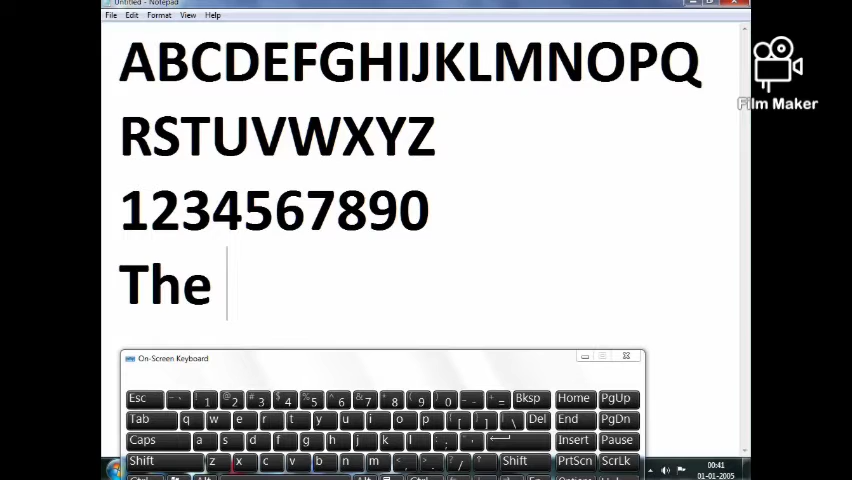 Untitled - Notepad
File Edit Format View Help
ABCDEFGHIJKLMNOPQ
RSTUVWXYZ
1234567890
The
Film Maker
On-Screen Keyboard
Esc ~ ` ! 1 @ 2 # 3 $ 4 % 5 ^ 6 & 7 * 8 ( 9 ) 0 _ - + = Bksp Home PgUp
Tab q w e r t y u i o p { [ } ] | \ Del End PgDn
Caps a s d f g h j k l : ; " ' Insert Pause
Shift z x c v b n m < , > . ? / Shift PrtScn ScrLk
00:41
01-01-2005